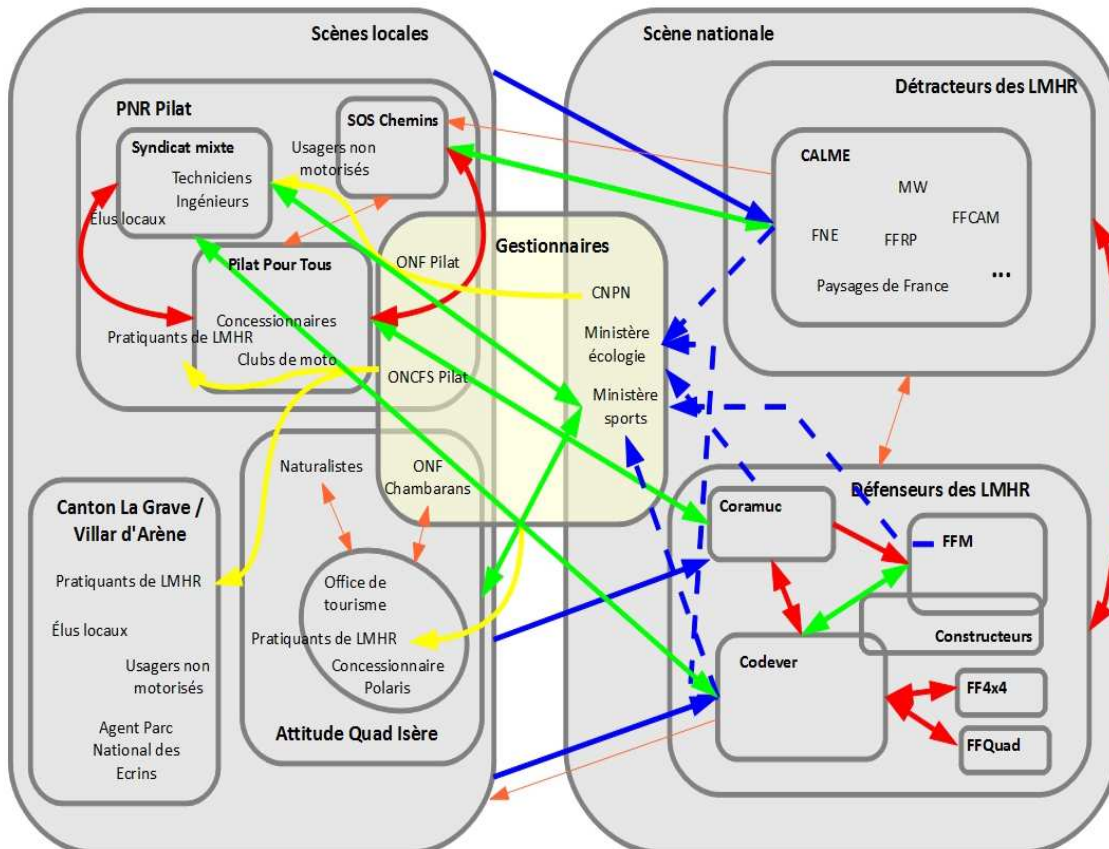 Scènes locales
Scène nationale
PNR Pilat
SOS Chemins
Syndicat mixte
Usagers non
motorisés
Techniciens
Ingénieurs
Élus locaux
Pilat Pour Tous
Concessionnaires
Pratiquants de LMHR
Clubs de moto
Gestionnaires
ONF Pilat
CNPN
Ministère
écologie
ONCFS Pilat
Ministère
sports
ONF
Chambarans
Détracteurs des LMHR
CALME
MW
FFCAM
FNE
FFRP
...
Paysages de France
Canton La Grave /
Villar d'Arène
Pratiquants de LMHR
Élus locaux
Usagers non
motorisés
Agent Parc
National des
Ecrins
Naturalistes
Office de
tourisme
Pratiquants de LMHR
Concessionnaire
Polaris
Attitude Quad Isère
Défenseurs des LMHR
Coramuc
FFM
Constructeurs
Codever
FF4x4
FFQuad